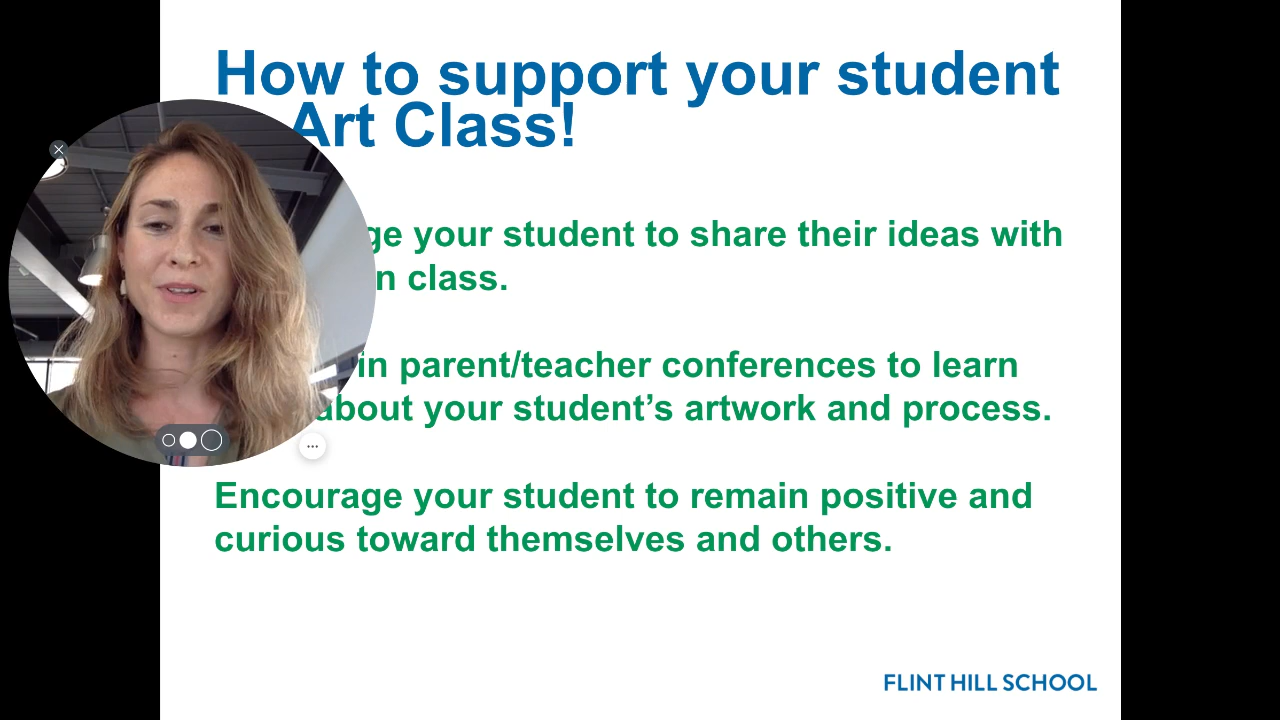 How to support your student
Art Class!
your student to share their ideas with
class.
in parent/teacher conferences to learn
about your student’s artwork and process.
Encourage your student to remain positive and
curious toward themselves and others.
FLINT HILL SCHOOL